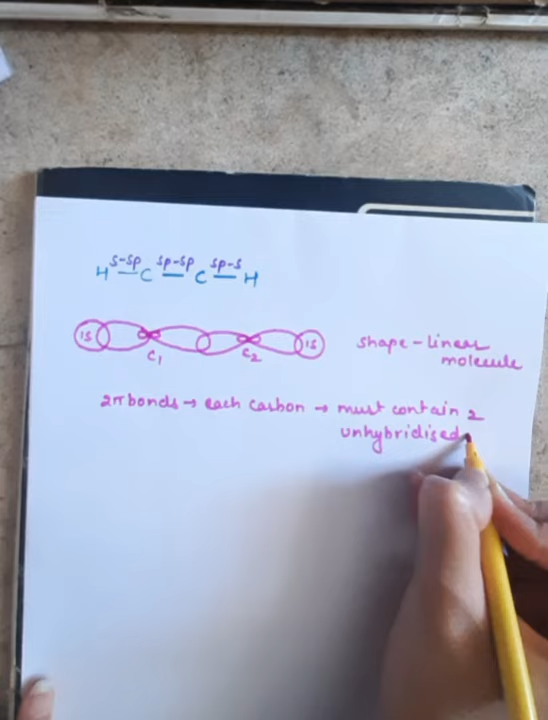 s-sp sp-sp sp-s
H — C — C — H
1s 1s
C₁ C₂
shape - linear
molecule
2π bonds → each carbon → must contain 2
unhybridised